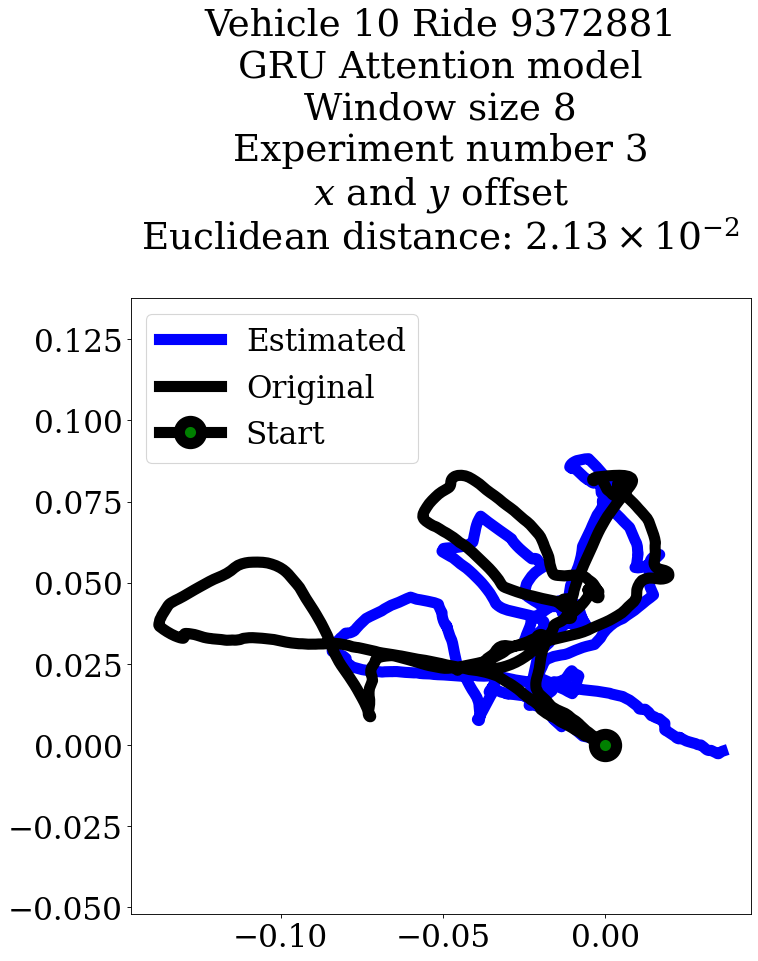 Vehicle 10 Ride 9372881
GRU Attention model
Window size 8
Experiment number 3
x and y offset
Euclidean distance: 2.13 × 10⁻²
Estimated
Original
Start
0.125
0.100
0.075
0.050
0.025
0.000
−0.025
−0.050
−0.10
−0.05
0.00